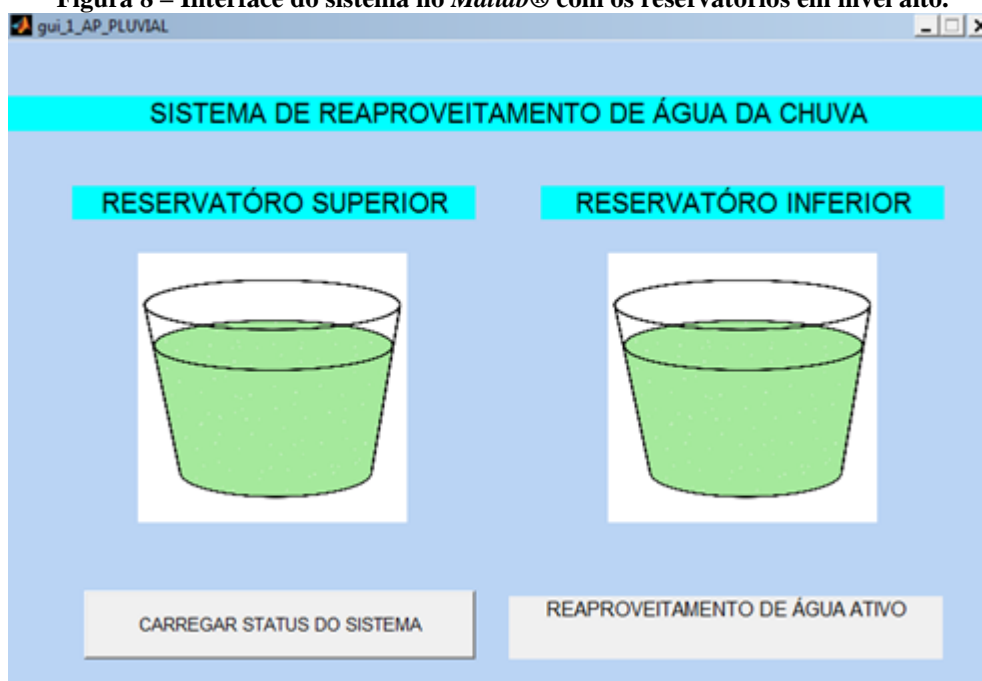 Figura 8 – Interface do sistema no Matlab® com os reservatórios em nível alto.
gui_1_AP_PLUVIAL
SISTEMA DE REAPROVEITAMENTO DE ÁGUA DA CHUVA
RESERVATÓRO SUPERIOR
RESERVATÓRO INFERIOR
CARREGAR STATUS DO SISTEMA
REAPROVEITAMENTO DE ÁGUA ATIVO